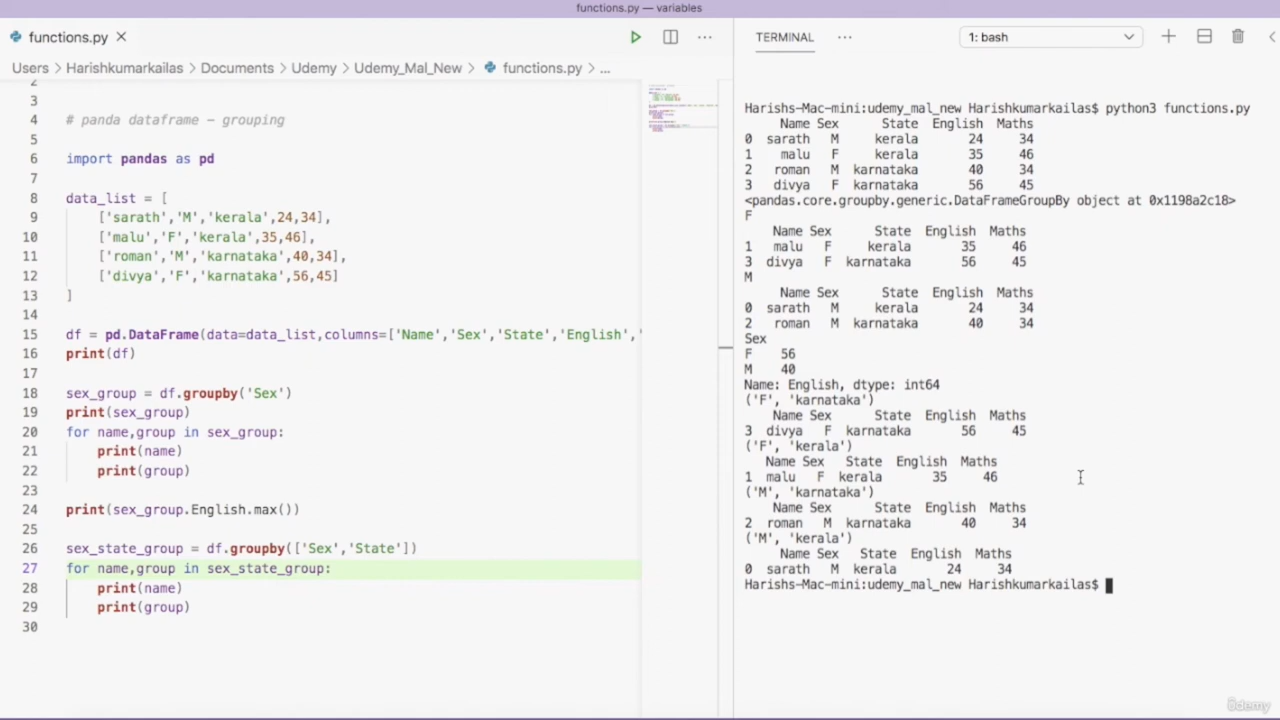 functions.py — variables
functions.py
Users > Harishkumarkailas > Documents > Udemy > Udemy_Mal_New > functions.py > ...
2
3
4 # panda dataframe - grouping
5
6 import pandas as pd
7
8 data_list = [
9 ['sarath','M','kerala',24,34],
10 ['malu','F','kerala',35,46],
11 ['roman','M','karnataka',40,34],
12 ['divya','F','karnataka',56,45]
13 ]
14
15 df = pd.DataFrame(data=data_list,columns=['Name','Sex','State','English','
16 print(df)
17
18 sex_group = df.groupby('Sex')
19 print(sex_group)
20 for name,group in sex_group:
21 print(name)
22 print(group)
23
24 print(sex_group.English.max())
25
26 sex_state_group = df.groupby(['Sex','State'])
27 for name,group in sex_state_group:
28 print(name)
29 print(group)
30
TERMINAL
1: bash
Harishs-Mac-mini:udemy_mal_new Harishkumarkailas$ python3 functions.py
Name Sex State English Maths
0 sarath M kerala 24 34
1 malu F kerala 35 46
2 roman M karnataka 40 34
3 divya F karnataka 56 45
<pandas.core.groupby.generic.DataFrameGroupBy object at 0x1198a2c18>
F
Name Sex State English Maths
1 malu F kerala 35 46
3 divya F karnataka 56 45
M
Name Sex State English Maths
0 sarath M kerala 24 34
2 roman M karnataka 40 34
Sex
F 56
M 40
Name: English, dtype: int64
('F', 'karnataka')
Name Sex State English Maths
3 divya F karnataka 56 45
('F', 'kerala')
Name Sex State English Maths
1 malu F kerala 35 46
('M', 'karnataka')
Name Sex State English Maths
2 roman M karnataka 40 34
('M', 'kerala')
Name Sex State English Maths
0 sarath M kerala 24 34
Harishs-Mac-mini:udemy_mal_new Harishkumarkailas$
Udemy